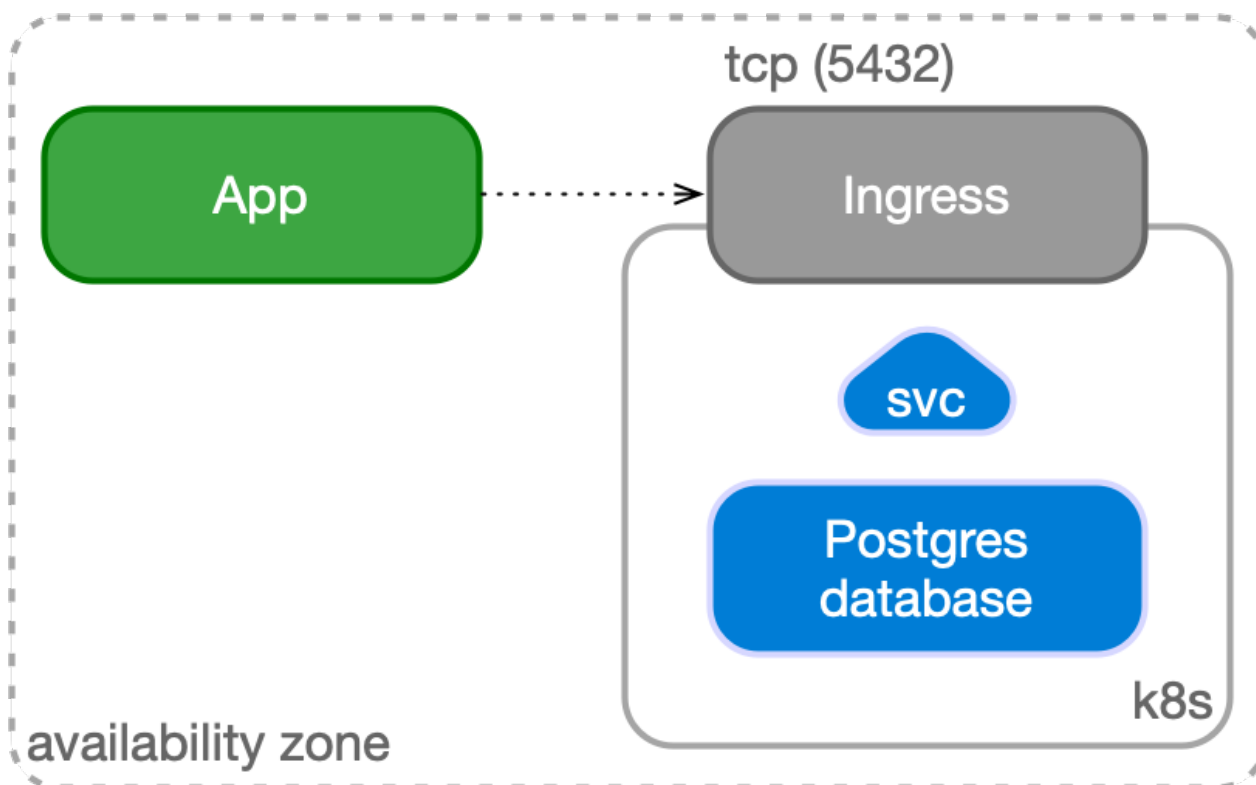 tcp (5432)
App
Ingress
svc
Postgres
database
k8s
availability zone